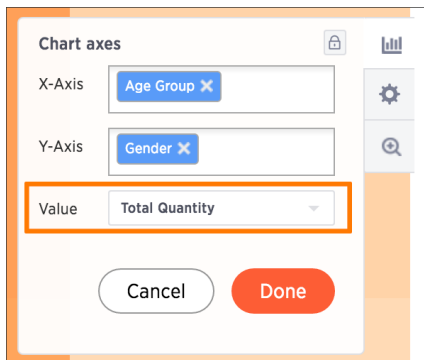 Chart axes
X-Axis Age Group
Y-Axis Gender
Value Total Quantity
Cancel Done